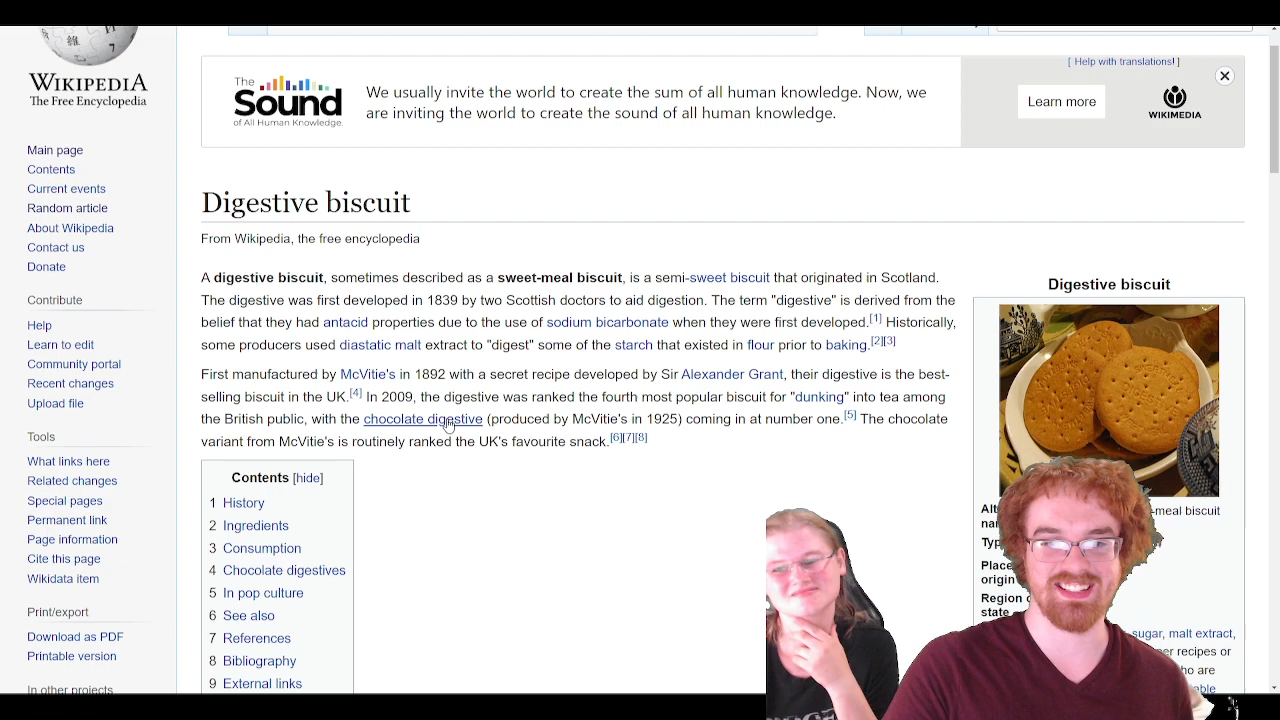 WIKIPEDIA
The Free Encyclopedia
Main page
Contents
Current events
Random article
About Wikipedia
Contact us
Donate
Contribute
Help
Learn to edit
Community portal
Recent changes
Upload file
Tools
What links here
Related changes
Special pages
Permanent link
Page information
Cite this page
Wikidata item
Print/export
Download as PDF
Printable version
In other projects
The
Sound
of All Human Knowledge.
We usually invite the world to create the sum of all human knowledge. Now, we
are inviting the world to create the sound of all human knowledge.
[ Help with translations! ]
Learn more
WIKIMEDIA
Digestive biscuit
From Wikipedia, the free encyclopedia
A digestive biscuit, sometimes described as a sweet-meal biscuit, is a semi-sweet biscuit that originated in Scotland.
The digestive was first developed in 1839 by two Scottish doctors to aid digestion. The term "digestive" is derived from the
belief that they had antacid properties due to the use of sodium bicarbonate when they were first developed.[1] Historically,
some producers used diastatic malt extract to "digest" some of the starch that existed in flour prior to baking.[2][3]
First manufactured by McVitie's in 1892 with a secret recipe developed by Sir Alexander Grant, their digestive is the best-
selling biscuit in the UK.[4] In 2009, the digestive was ranked the fourth most popular biscuit for "dunking" into tea among
the British public, with the chocolate digestive (produced by McVitie's in 1925) coming in at number one.[5] The chocolate
variant from McVitie's is routinely ranked the UK's favourite snack.[6][7][8]
Contents [hide]
1 History
2 Ingredients
3 Consumption
4 Chocolate digestives
5 In pop culture
6 See also
7 References
8 Bibliography
9 External links
Digestive biscuit
-meal biscuit
Place
origin
Region
state
sugar, malt extract,
recipes or
are